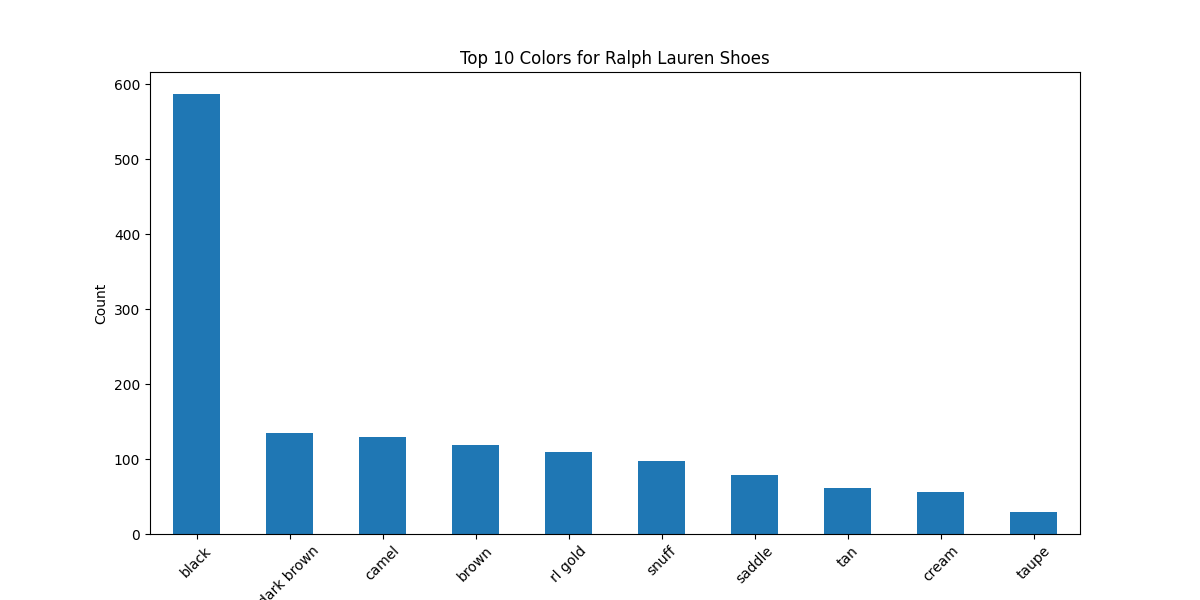 Top 10 Colors for Ralph Lauren Shoes
600
500
400
300
200
100
0
Count
black
dark brown
camel
brown
rl gold
snuff
saddle
tan
cream
taupe